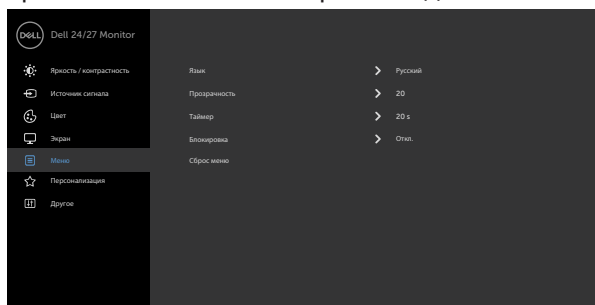 DELL
Dell 24/27 Monitor
Яркость / контрастность
Источник сигнала
Цвет
Экран
Меню
Персонализация
Другое
Язык Русский
Прозрачность 20
Таймер 20 s
Блокировка Откл.
Сброс меню